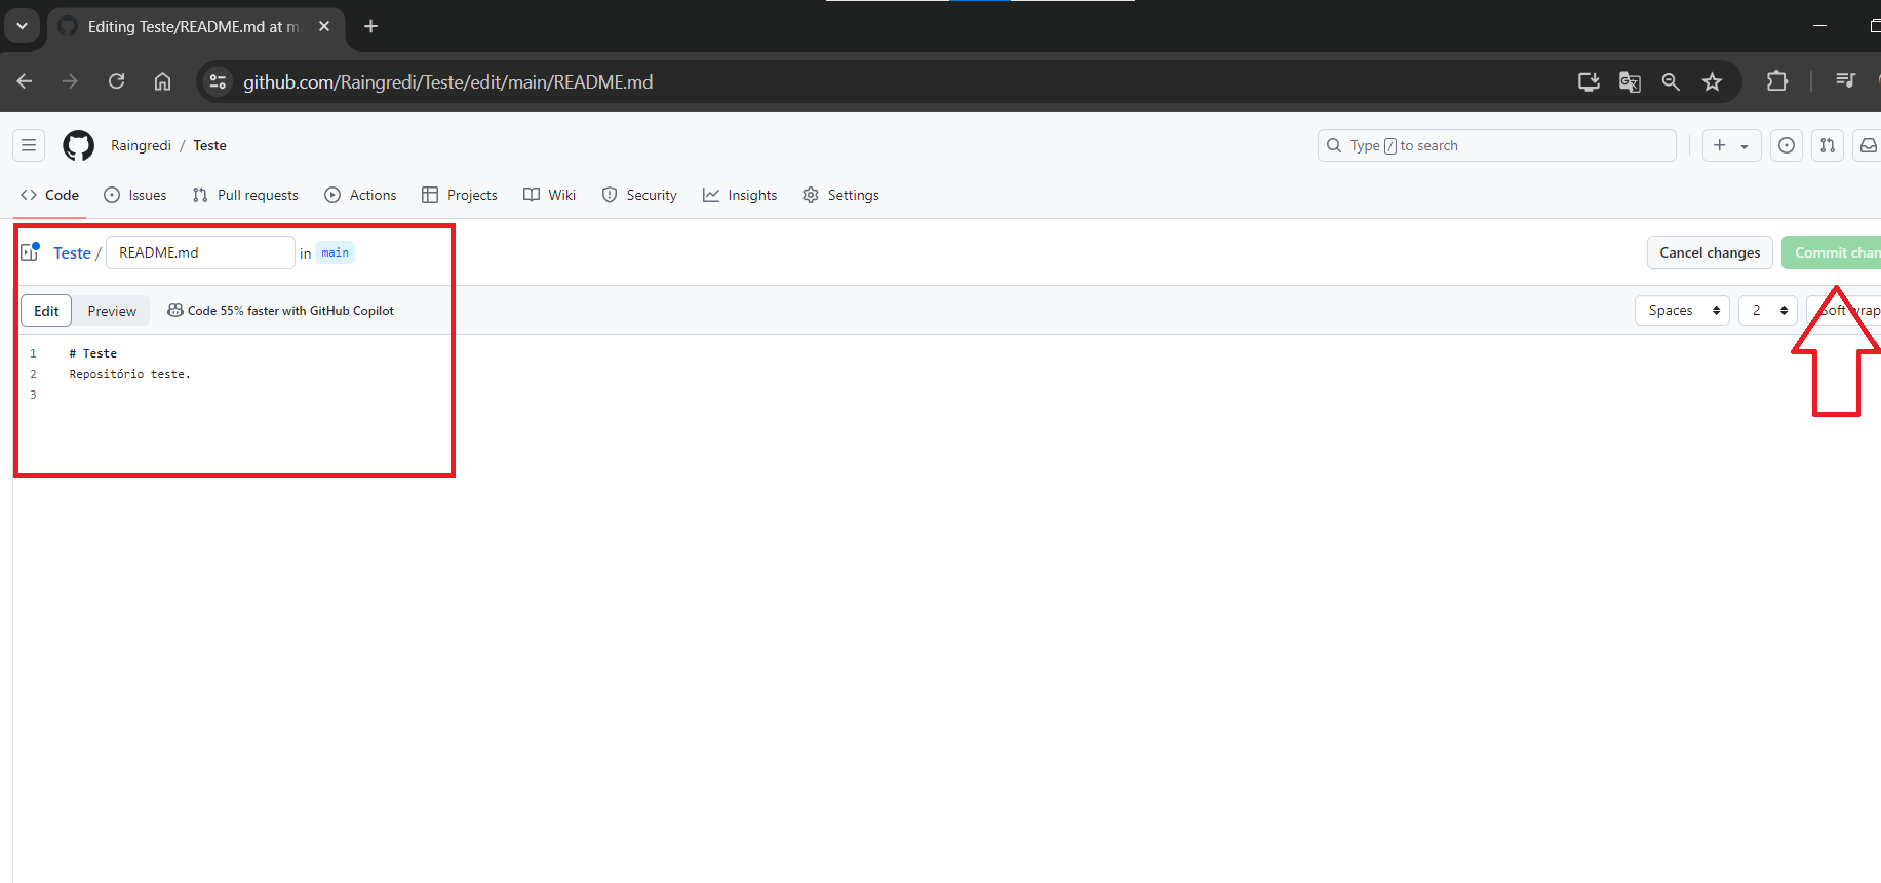 Editing Teste/README.md at m
github.com/Raingredi/Teste/edit/main/README.md
Raingredi / Teste
Type / to search
Code Issues Pull requests Actions Projects Wiki Security Insights Settings
Teste / README.md in main
Cancel changes Commit chan
Edit Preview Code 55% faster with GitHub Copilot
Spaces 2 Soft wrap
1 # Teste
2 Repositório teste.
3